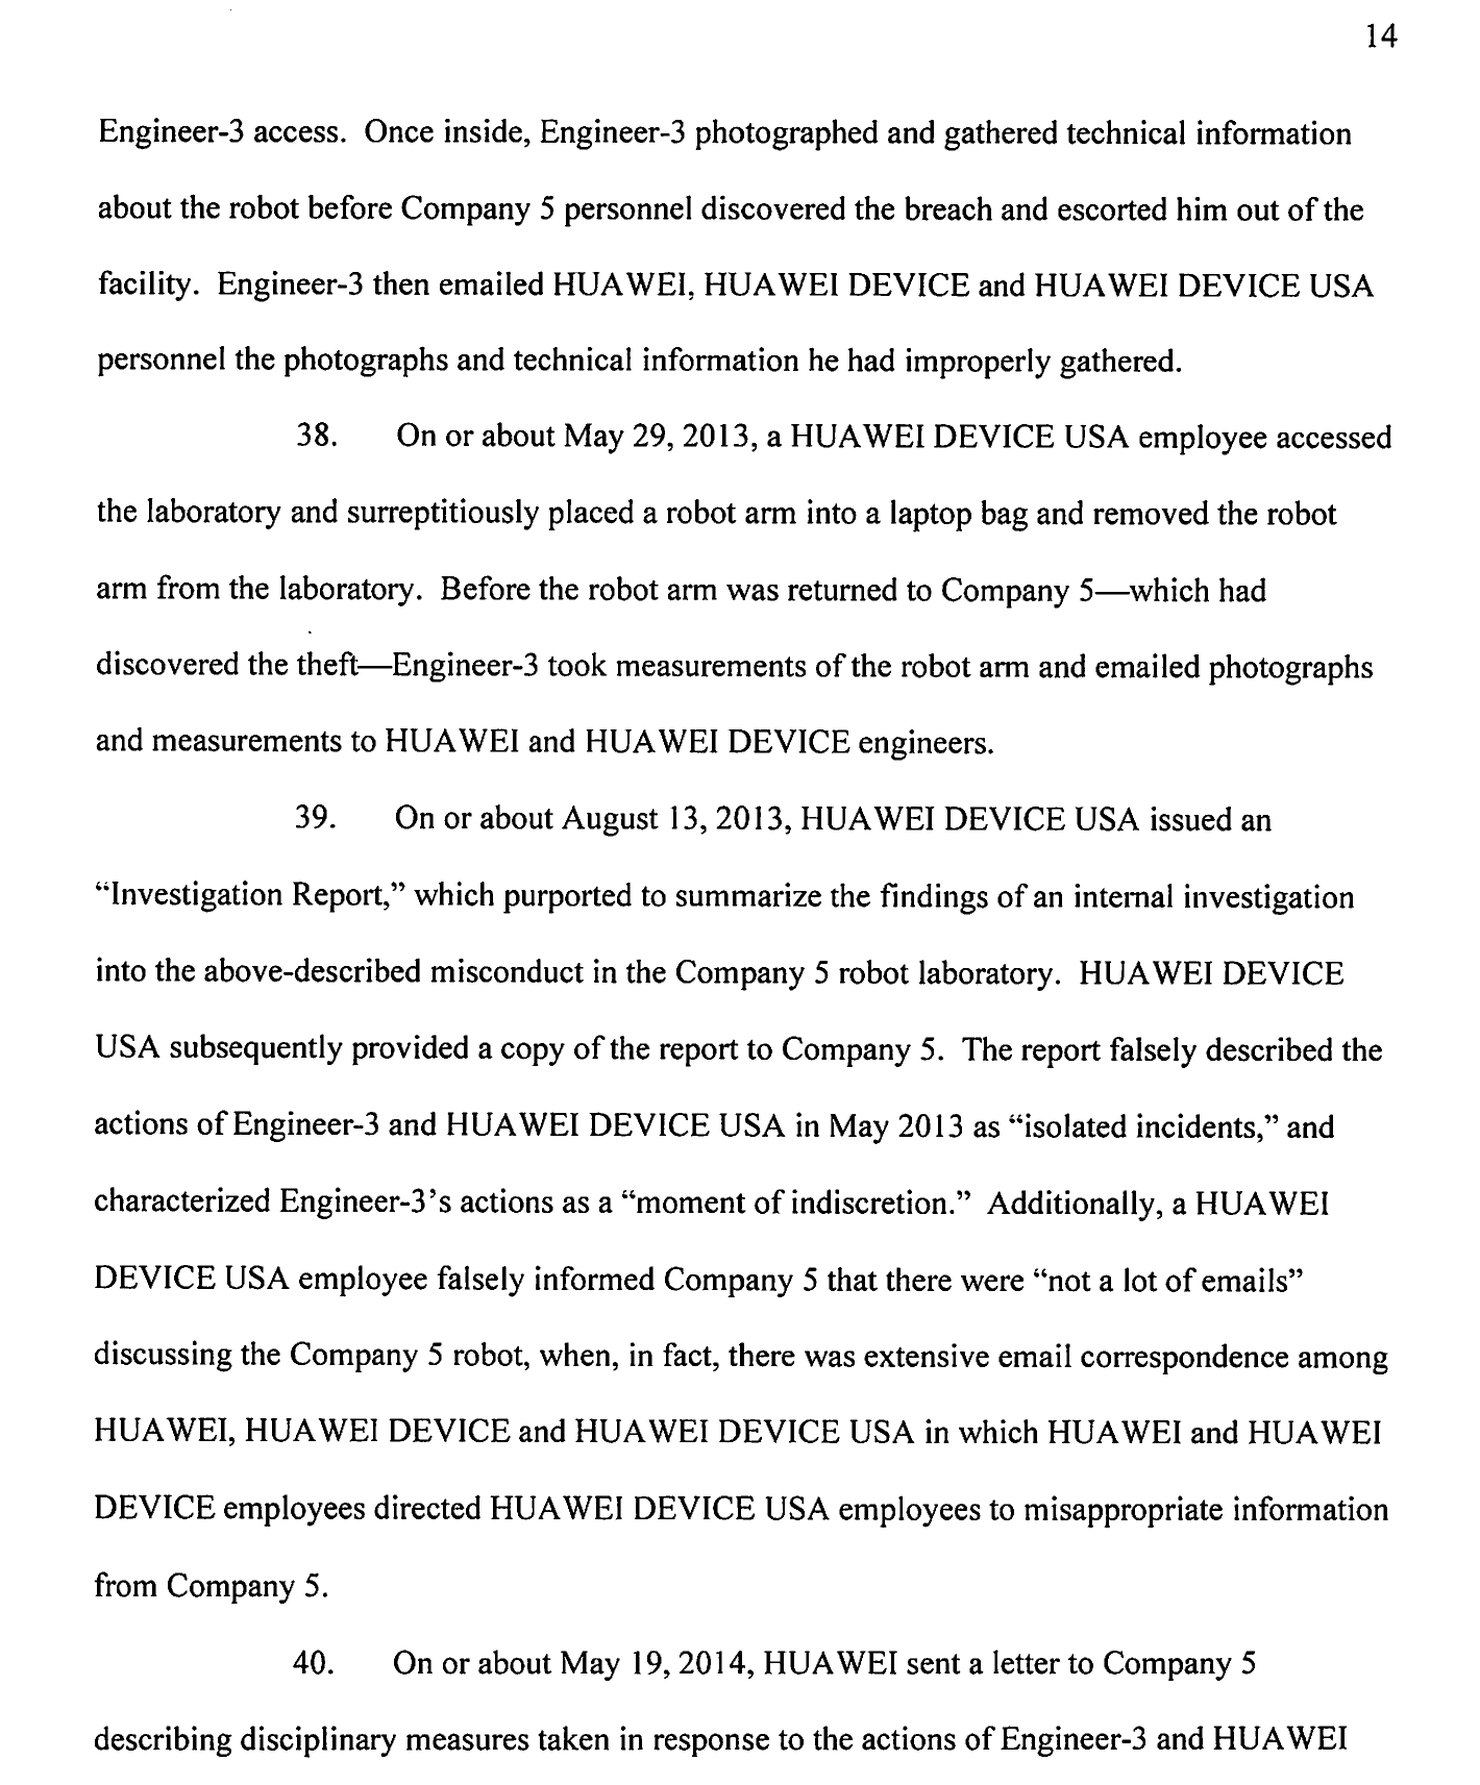 14
Engineer-3 access. Once inside, Engineer-3 photographed and gathered technical information
about the robot before Company 5 personnel discovered the breach and escorted him out of the
facility. Engineer-3 then emailed HUAWEI, HUAWEI DEVICE and HUAWEI DEVICE USA
personnel the photographs and technical information he had improperly gathered.
38. On or about May 29, 2013, a HUAWEI DEVICE USA employee accessed
the laboratory and surreptitiously placed a robot arm into a laptop bag and removed the robot
arm from the laboratory. Before the robot arm was returned to Company 5—which had
discovered the theft—Engineer-3 took measurements of the robot arm and emailed photographs
and measurements to HUAWEI and HUAWEI DEVICE engineers.
39. On or about August 13, 2013, HUAWEI DEVICE USA issued an
“Investigation Report,” which purported to summarize the findings of an internal investigation
into the above-described misconduct in the Company 5 robot laboratory. HUAWEI DEVICE
USA subsequently provided a copy of the report to Company 5. The report falsely described the
actions of Engineer-3 and HUAWEI DEVICE USA in May 2013 as “isolated incidents,” and
characterized Engineer-3’s actions as a “moment of indiscretion.” Additionally, a HUAWEI
DEVICE USA employee falsely informed Company 5 that there were “not a lot of emails”
discussing the Company 5 robot, when, in fact, there was extensive email correspondence among
HUAWEI, HUAWEI DEVICE and HUAWEI DEVICE USA in which HUAWEI and HUAWEI
DEVICE employees directed HUAWEI DEVICE USA employees to misappropriate information
from Company 5.
40. On or about May 19, 2014, HUAWEI sent a letter to Company 5
describing disciplinary measures taken in response to the actions of Engineer-3 and HUAWEI